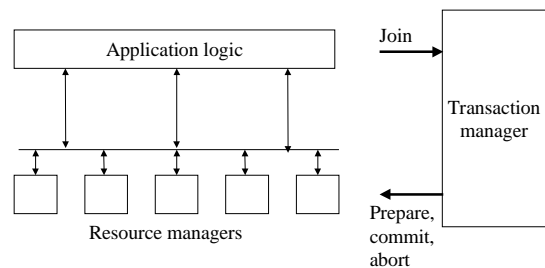 Application logic
Join
Transaction
manager
Resource managers
Prepare,
commit,
abort